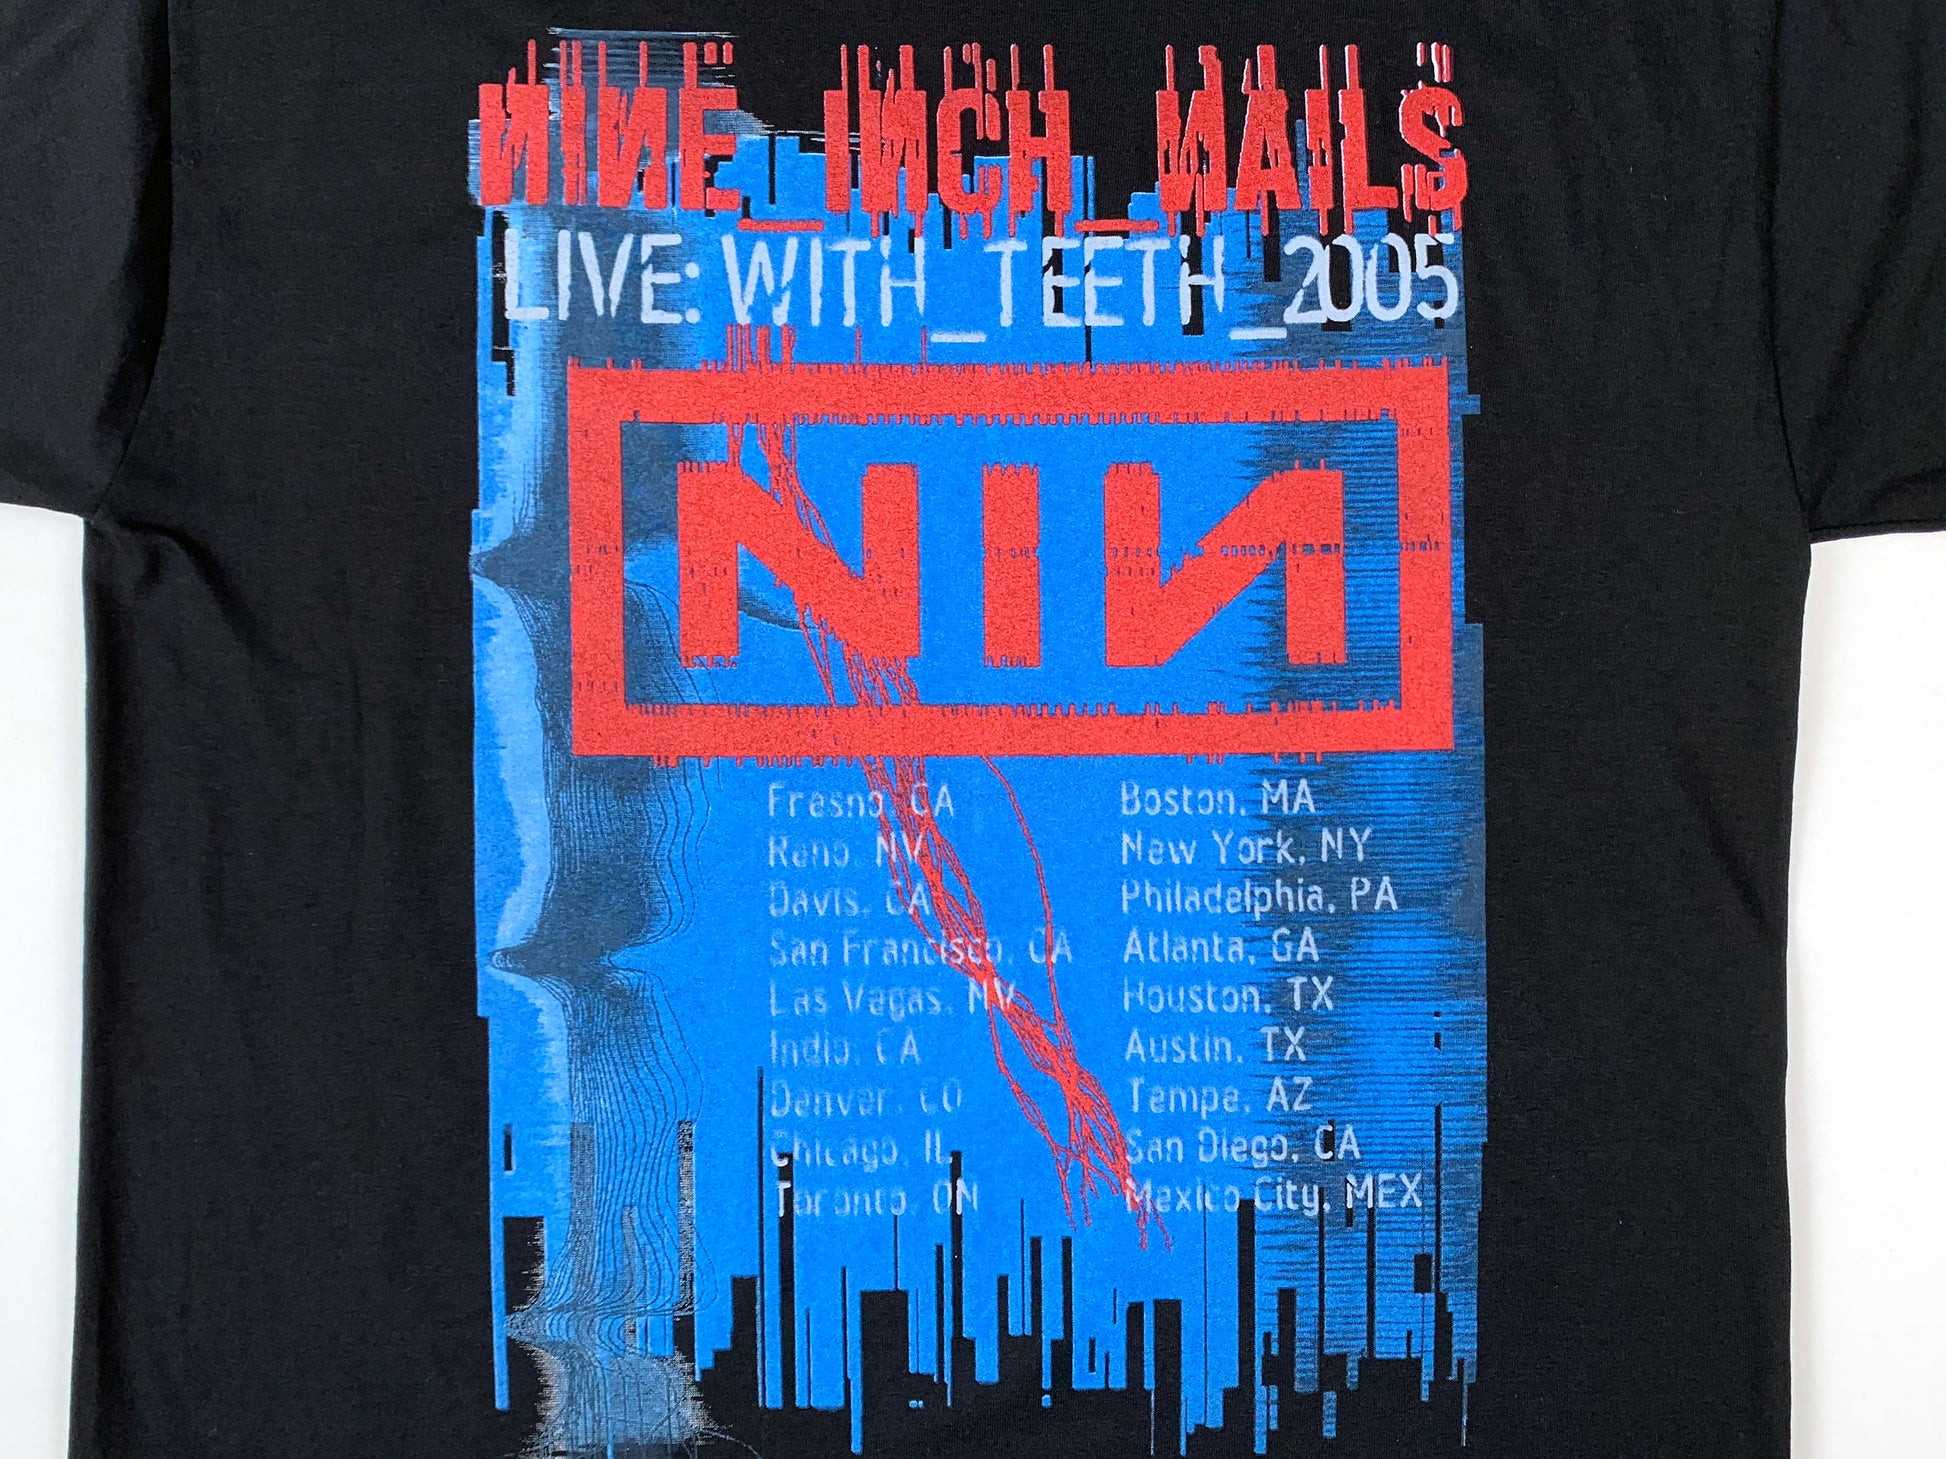 NINE_INCH_NAILS
LIVE: WITH_TEETH_2005
NIN
Fresno, CA
Reno, NV
Davis, CA
San Francisco, CA
Las Vegas, NV
Indio, CA
Denver, CO
Chicago, IL
Toronto, ON
Boston, MA
New York, NY
Philadelphia, PA
Atlanta, GA
Houston, TX
Austin, TX
Tempe, AZ
San Diego, CA
Mexico City, MEX